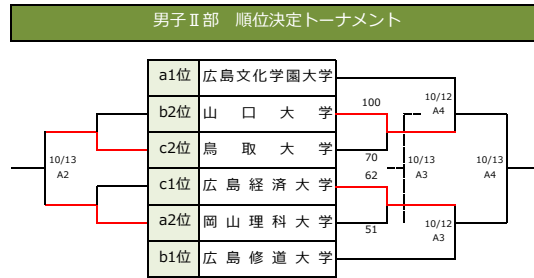 男子Ⅱ部 順位決定トーナメント
a1位 広島文化学園大学
b2位 山口大学
c2位 鳥取大学
c1位 広島経済大学
a2位 岡山理科大学
b1位 広島修道大学
10/13
A2
100
70
62
51
10/12
A4
10/13
A3
10/12
A3
10/13
A4